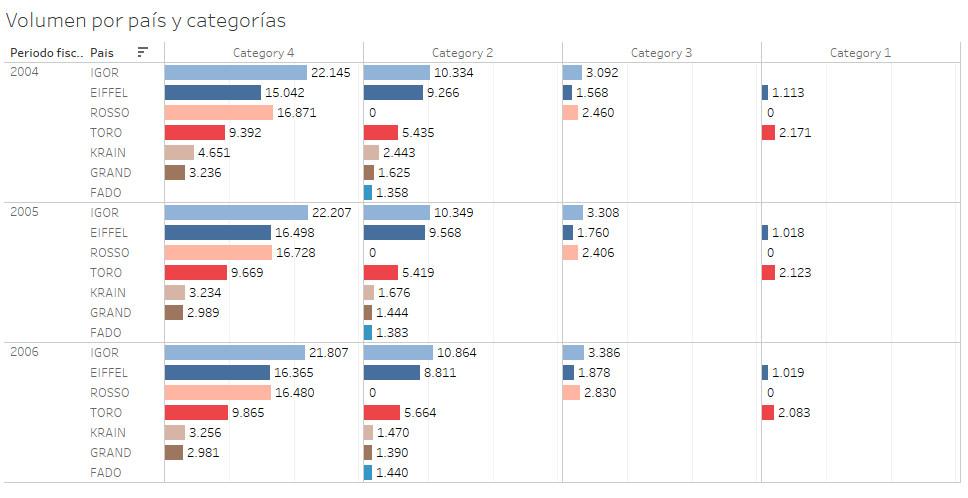 Volumen por país y categorías
Periodo fisc.. Pais Category 4 Category 2 Category 3 Category 1
2004 IGOR 22.145 10.334 3.092
EIFFEL 15.042 9.266 1.568 1.113
ROSSO 16.871 0 2.460 0
TORO 9.392 5.435 2.171
KRAIN 4.651 2.443
GRAND 3.236 1.625
FADO 1.358
2005 IGOR 22.207 10.349 3.308
EIFFEL 16.498 9.568 1.760 1.018
ROSSO 16.728 0 2.406 0
TORO 9.669 5.419 2.123
KRAIN 3.234 1.676
GRAND 2.989 1.444
FADO 1.383
2006 IGOR 21.807 10.864 3.386
EIFFEL 16.365 8.811 1.878 1.019
ROSSO 16.480 0 2.830 0
TORO 9.865 5.664 2.083
KRAIN 3.256 1.470
GRAND 2.981 1.390
FADO 1.440